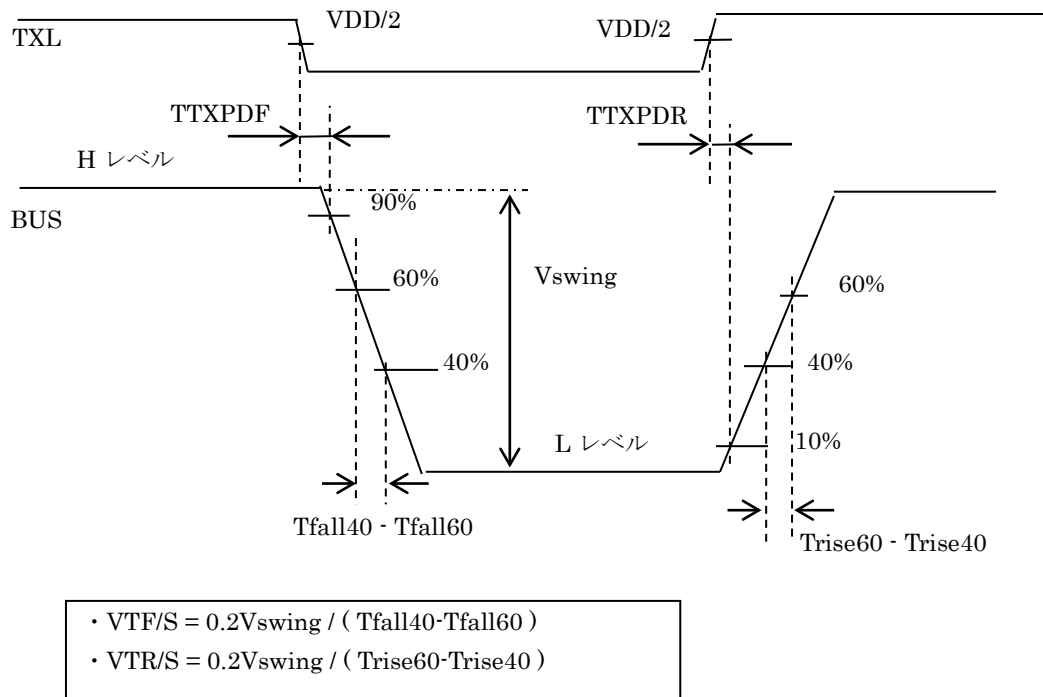 TXL
VDD/2
VDD/2
TTXPDF
TTXPDR
H レベル
BUS
90%
60%
40%
Vswing
60%
40%
10%
L レベル
Tfall40 - Tfall60
Trise60 - Trise40
・VTF/S = 0.2Vswing / ( Tfall40-Tfall60 )
・VTR/S = 0.2Vswing / ( Trise60-Trise40 )